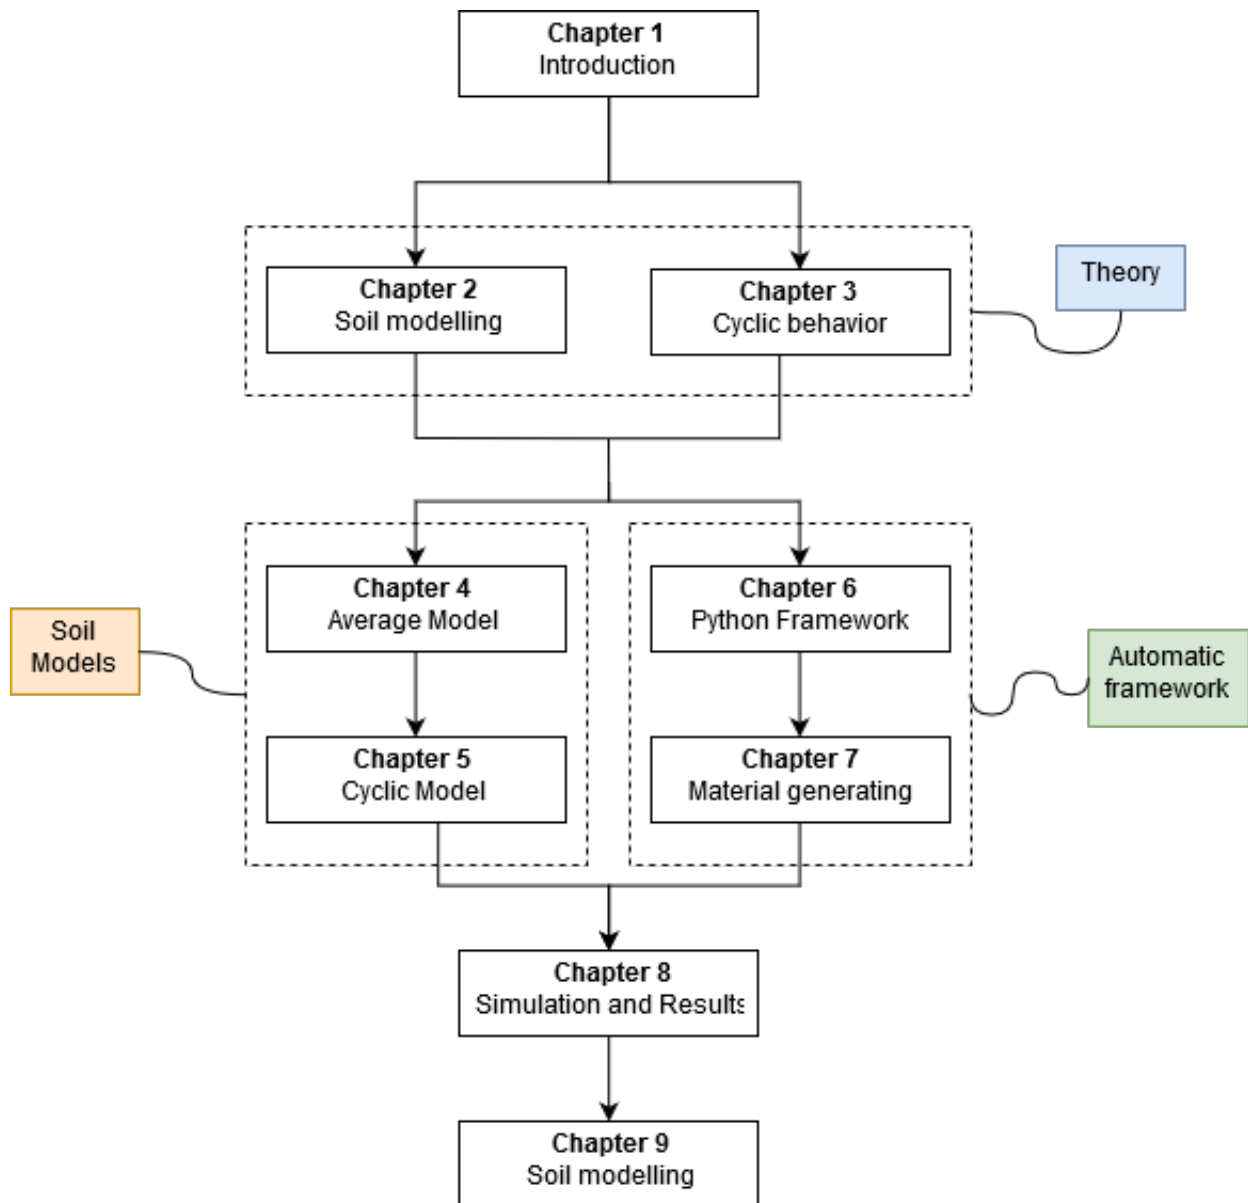 Chapter 1
Introduction
Chapter 2
Soil modelling
Chapter 3
Cyclic behavior
Theory
Chapter 4
Average Model
Chapter 6
Python Framework
Soil
Models
Automatic
framework
Chapter 5
Cyclic Model
Chapter 7
Material generating
Chapter 8
Simulation and Results
Chapter 9
Soil modelling